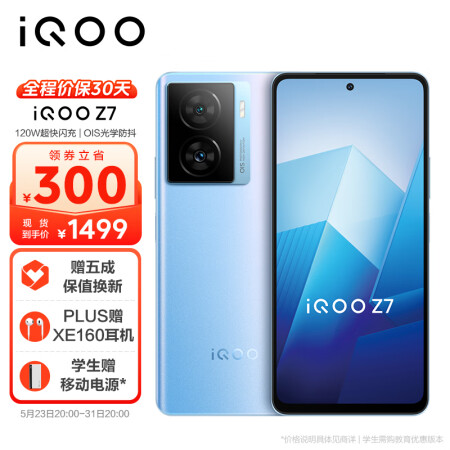 iQOO
全程价保30天
iQOO Z7
120W超快闪充 | OIS光学防抖
领券立省
¥300
现货
到手价 ¥1499
赠五成
保值换新
PLUS赠
XE160耳机
学生赠
移动电源*
5月23日20:00-31日20:00
OIS
iQOO
iQOO Z7
*价格说明具体见商详 | 学生需购教育优惠版本